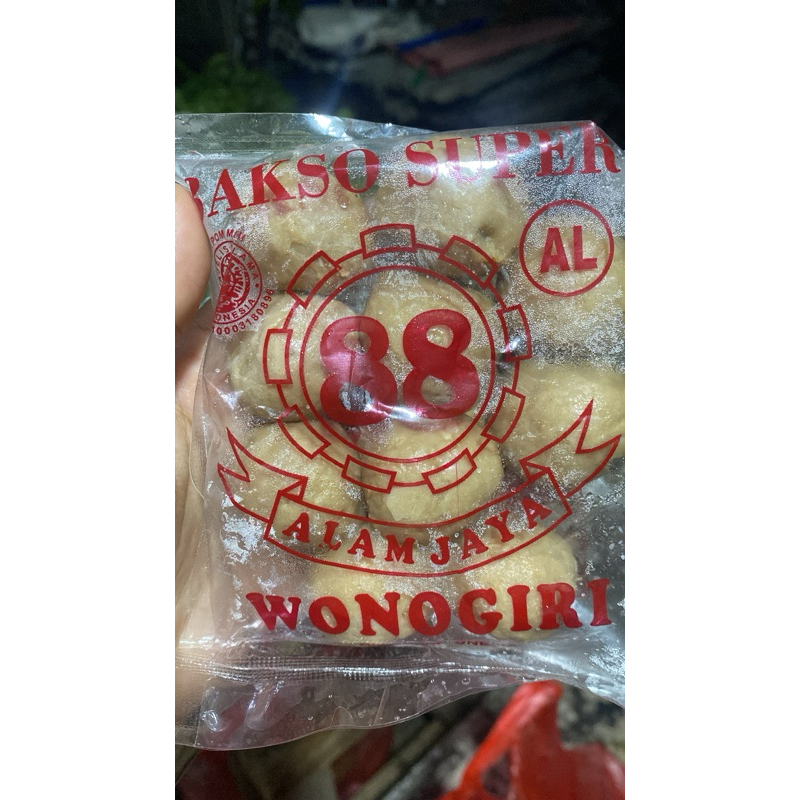 BAKSO SUPER
AL
88
ALAM JAYA
WONOGIRI